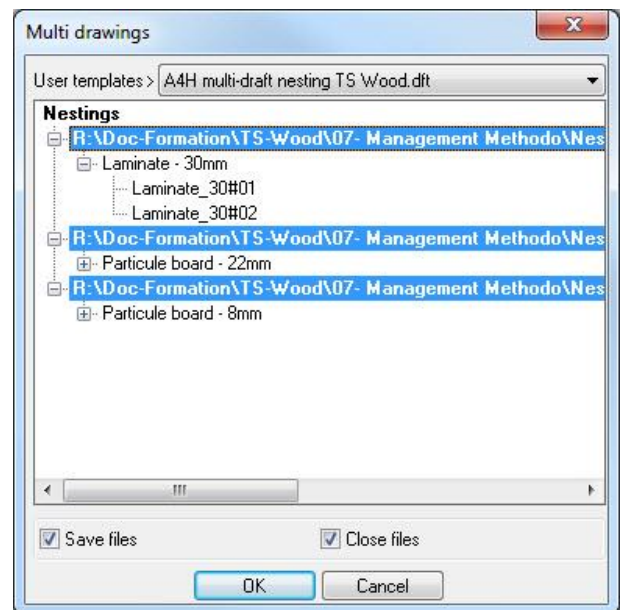 Multi drawings
User templates > A4H multi-draft nesting TS Wood.dft
Nestings
R:\Doc-Formation\TS-Wood\07- Management Methodo\Nes
Laminate - 30mm
Laminate_30#01
Laminate_30#02
R:\Doc-Formation\TS-Wood\07- Management Methodo\Nes
Particule board - 22mm
R:\Doc-Formation\TS-Wood\07- Management Methodo\Nes
Particule board - 8mm
Save files Close files
OK Cancel